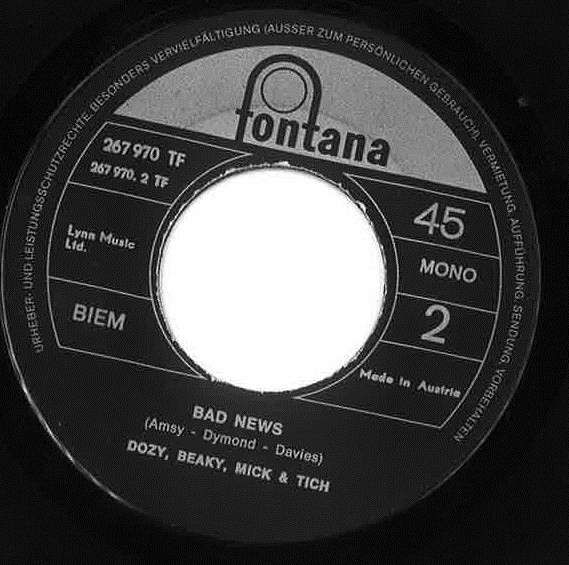 URHEBER- UND LEISTUNGSSCHUTZRECHTE, BESONDERS VERVIELFÄLTIGUNG (AUSSER ZUM PERSÖNLICHEN GEBRAUCH), VERMIETUNG, AUFFÜHRUNG, SENDUNG, VORBEHALTEN
fontana
267 970 TF
267 970. 2 TF
Lynn Music
Ltd.
BIEM
45
MONO
2
Made in Austria
BAD NEWS
(Amsy - Dymond - Davies)
DOZY, BEAKY, MICK & TICH